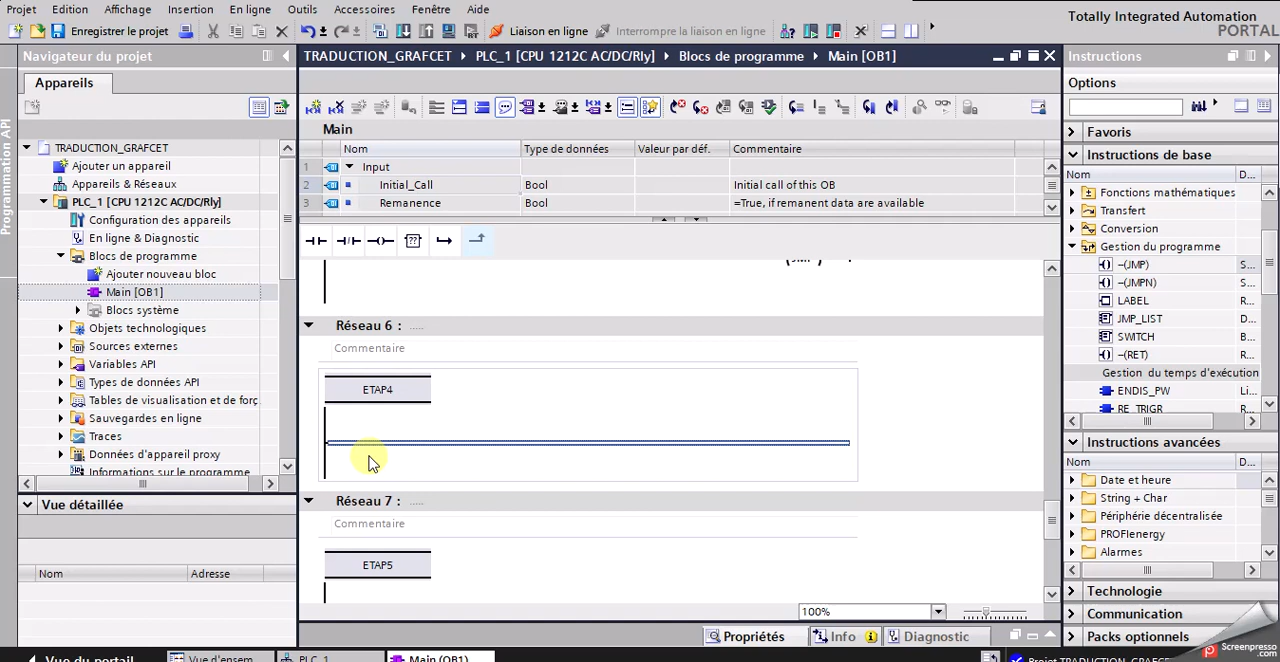 Projet Edition Affichage Insertion En ligne Outils Accessoires Fenêtre Aide
Totally Integrated Automation
PORTAL
Enregistrer le projet
Liaison en ligne
Interrompre la liaison en ligne
Navigateur du projet
TRADUCTION_GRAFCET PLC_1 [CPU 1212C AC/DC/Rly] Blocs de programme Main [OB1]
Instructions
Appareils
Options
Programmation API
Main
Nom Type de données Valeur par déf. Commentaire
1 Input
2 Initial_Call Bool Initial call of this OB
3 Remanence Bool =True, if remanent data are available
TRADUCTION_GRAFCET
Ajouter un appareil
Appareils & Réseaux
PLC_1 [CPU 1212C AC/DC/Rly]
Configuration des appareils
En ligne & Diagnostic
Blocs de programme
Ajouter nouveau bloc
Main [OB1]
Blocs système
Objets technologiques
Sources externes
Variables API
Types de données API
Tables de visualisation et de forç
Sauvegardes en ligne
Traces
Données d'appareil proxy
Informations sur le programme
Vue détaillée
Nom Adresse
??
Réseau 6 : .....
Commentaire
ETAP4
Réseau 7 : .....
Commentaire
ETAP5
100%
Propriétés Info Diagnostic
Favoris
Instructions de base
Nom D...
Fonctions mathématiques
Transfert
Conversion
Gestion du programme
–(JMP) S...
–(JMPN) S...
LABEL R...
JMP_LIST D...
SWITCH B...
–(RET) R...
Gestion du temps d'exécution
ENDIS_PW Li...
RE_TRIGR R...
Instructions avancées
Nom D...
Date et heure
String + Char
Périphérie décentralisée
PROFIenergy
Alarmes
Technologie
Communication
Packs optionnels
Screenpresso
.com
Vue du portail Vue d'ensem... PLC_1 Main (OB1) Projet TRADUCTION_GRAFCET